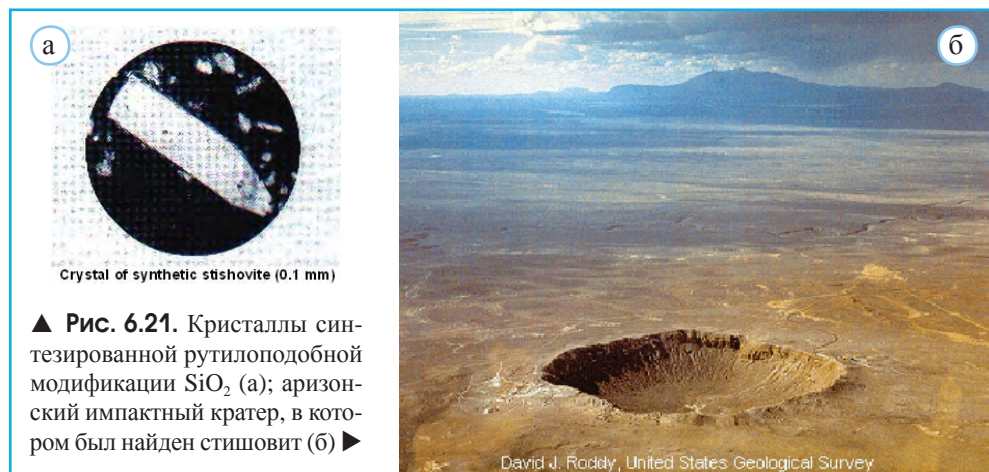 а
Crystal of synthetic stishovite (0.1 mm)
▲ Рис. 6.21. Кристаллы син-
тезированной рутилоподобной
модификации SiO₂ (а); аризон-
ский импактный кратер, в кото-
ром был найден стишовит (б) ▶
б
David J. Roddy, United States Geological Survey